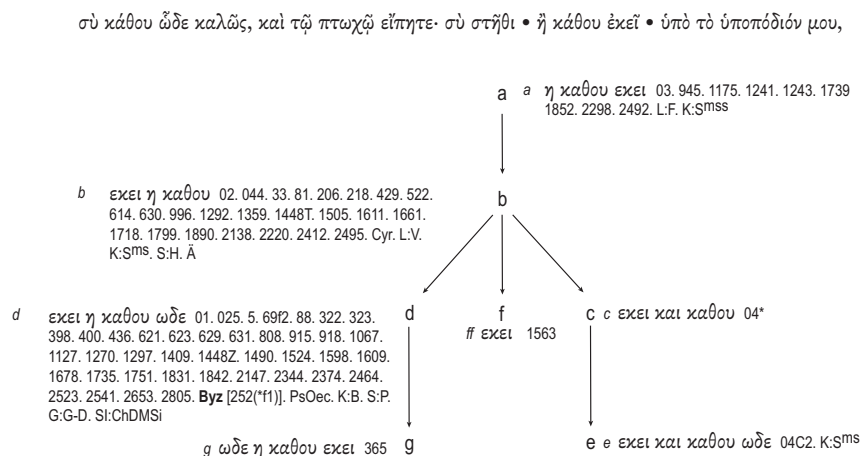 σὺ κάθου ὧδε καλῶς, καὶ τῷ πτωχῷ εἴπητε· σὺ στῆθι • ἢ κάθου ἐκεῖ • ὑπὸ τὸ ὑποπόδιόν μου,
a a η καθου εκει 03. 945. 1175. 1241. 1243. 1739
1852. 2298. 2492. L:F. K:Smss
b εκει η καθου 02. 044. 33. 81. 206. 218. 429. 522.
614. 630. 996. 1292. 1359. 1448T. 1505. 1611. 1661.
1718. 1799. 1890. 2138. 2220. 2412. 2495. Cyr. L:V.
K:Sms. S:H. Ä
b
d εκει η καθου ωδε 01. 025. 5. 69f2. 88. 322. 323.
398. 400. 436. 621. 623. 629. 631. 808. 915. 918. 1067.
1127. 1270. 1297. 1409. 1448Z. 1490. 1524. 1598. 1609.
1678. 1735. 1751. 1831. 1842. 2147. 2344. 2374. 2464.
2523. 2541. 2653. 2805. Byz [252(*f1)]. PsOec. K:B. S:P.
G:G-D. Sl:ChDMSi
d
f
ff εκει 1563
c c εκει και καθου 04*
g ωδε η καθου εκει 365 g
e e εκει και καθου ωδε 04C2. K:Sms